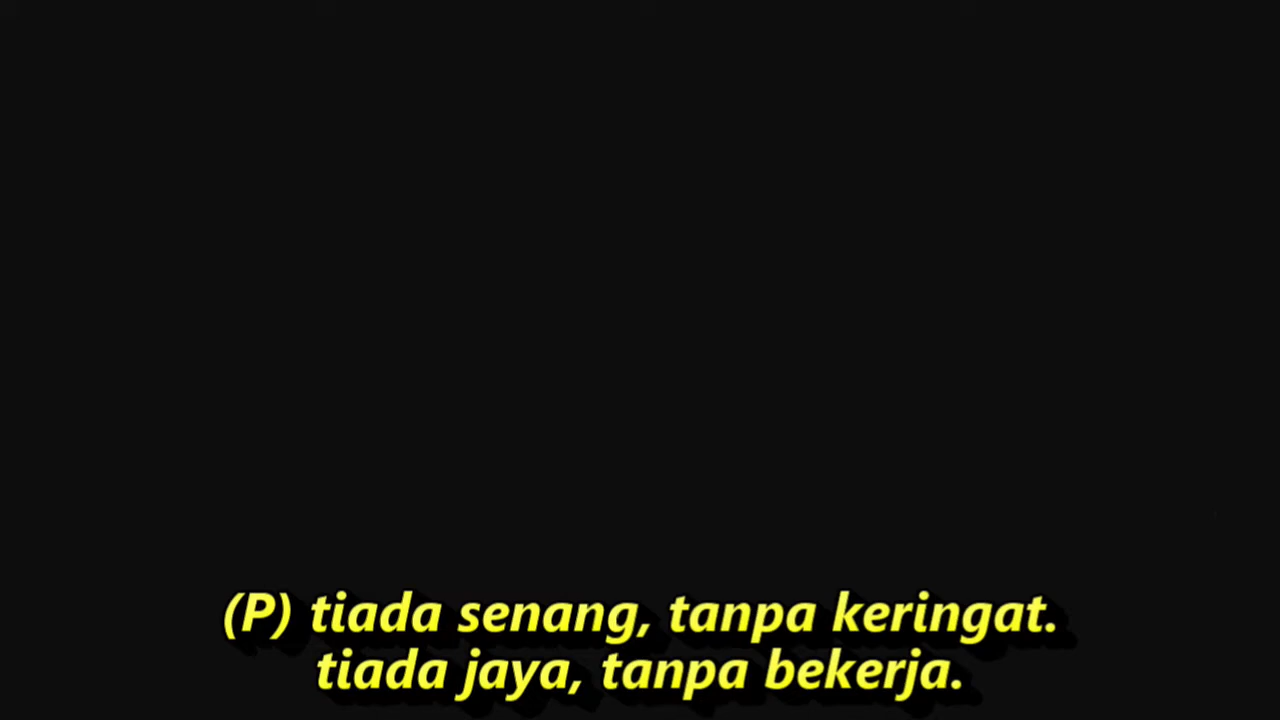 (P) tiada senang, tanpa keringat.
tiada jaya, tanpa bekerja.